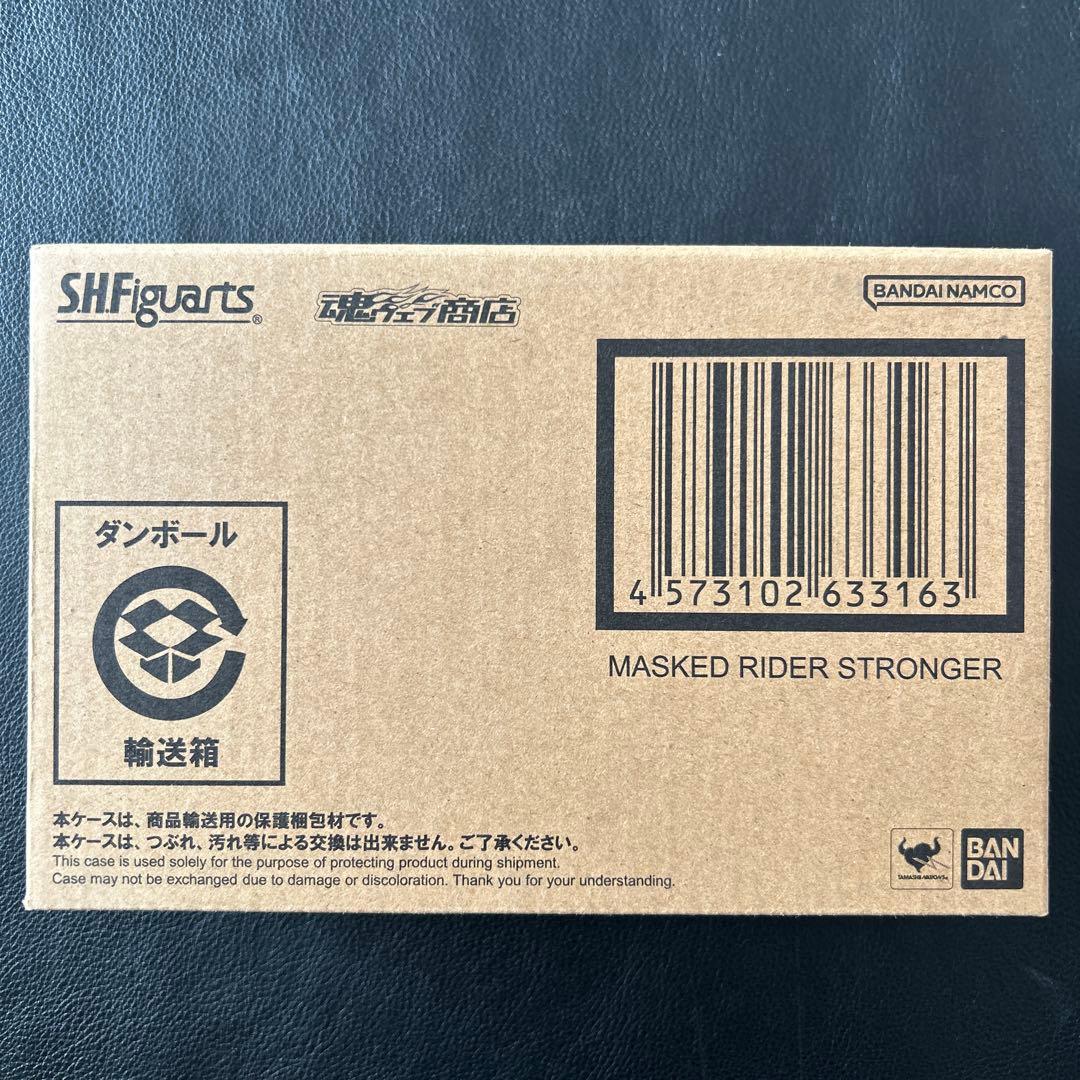 S.H.Figuarts®
魂ウェブ商店
BANDAI NAMCO
4 573102 633163
MASKED RIDER STRONGER
ダンボール
輸送箱
本ケースは、商品輸送用の保護梱包材です。
本ケースは、つぶれ、汚れ等による交換は出来ません。ご了承ください。
This case is used solely for the purpose of protecting product during shipment.
Case may not be exchanged due to damage or discoloration. Thank you for your understanding.
TAMASHII NATIONS
BAN
DAI